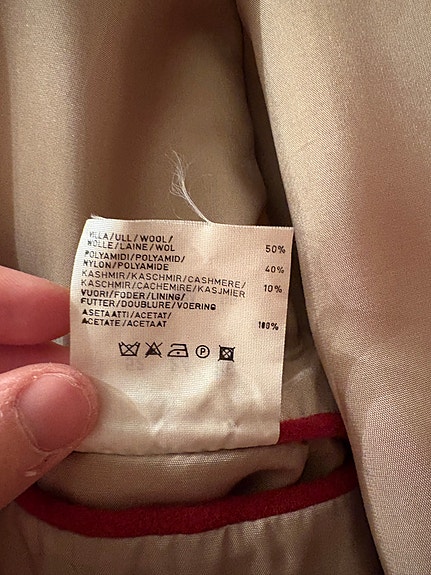 VILLA/ULL/WOOL/
WOLLE/LAINE/WOL 50%
POLYAMIDI/POLYAMID/
NYLON/POLYAMIDE 40%
KASHMIR/KASCHMIR/CASHMERE/
KASCHMIR/CACHEMIRE/KASJMIER 10%
VUORI/FODER/LINING/
FUTTER/DOUBLURE/VOERING
ASETAATTI/ACETAT/
ACETATE/ACETAAT 100%
P